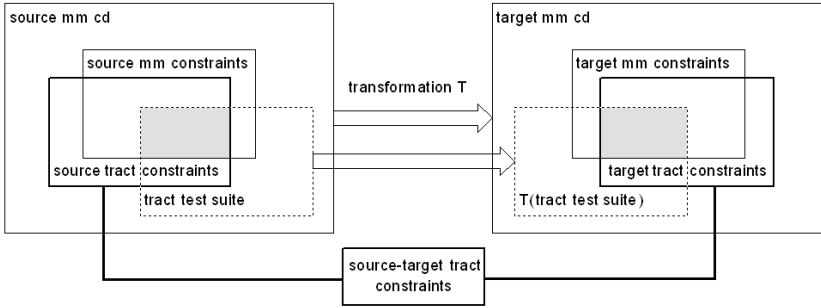 source mm cd
source mm constraints
source tract constraints
tract test suite
transformation T
target mm cd
target mm constraints
target tract constraints
T(tract test suite)
source-target tract
constraints